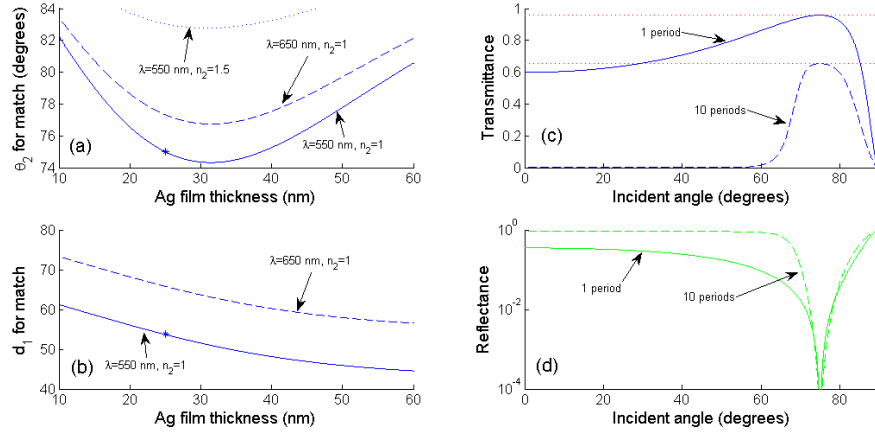 84
82
80
78
76
74
θ2 for match (degrees)
λ=650 nm, n2=1
λ=550 nm, n2=1.5
λ=550 nm, n2=1
(a)
10 20 30 40 50 60
Ag film thickness (nm)
1
0.8
0.6
0.4
0.2
0
Transmittance
1 period
10 periods
(c)
0 20 40 60 80
Incident angle (degrees)
80
70
60
50
40
d1 for match
λ=650 nm, n2=1
λ=550 nm, n2=1
(b)
10 20 30 40 50 60
Ag film thickness (nm)
10^0
10^-2
10^-4
Reflectance
1 period
10 periods
(d)
0 20 40 60 80
Incident angle (degrees)